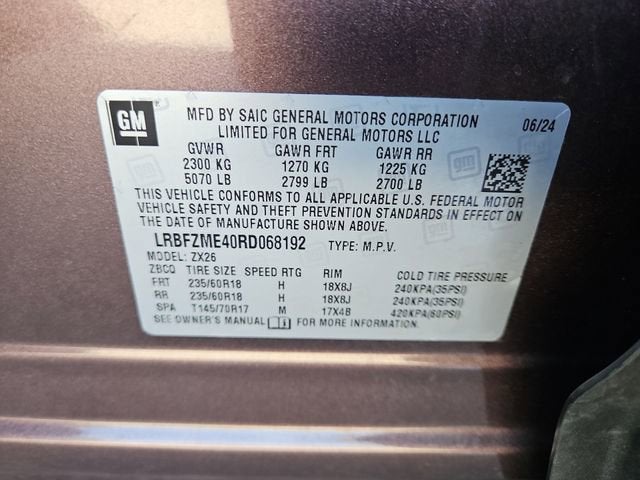 GM
MFD BY SAIC GENERAL MOTORS CORPORATION 06/24
LIMITED FOR GENERAL MOTORS LLC
GVWR GAWR FRT GAWR RR
2300 KG 1270 KG 1225 KG
5070 LB 2799 LB 2700 LB
THIS VEHICLE CONFORMS TO ALL APPLICABLE U.S. FEDERAL MOTOR
VEHICLE SAFETY AND THEFT PREVENTION STANDARDS IN EFFECT ON
THE DATE OF MANUFACTURE SHOWN ABOVE.
LRBFZME40RD068192 TYPE: M.P.V.
MODEL: ZX26
ZBCQ TIRE SIZE SPEED RTG RIM COLD TIRE PRESSURE
FRT 235/60R18 H 18X8J 240KPA(35PSI)
RR 235/60R18 H 18X8J 240KPA(35PSI)
SPA T145/70R17 M 17X4B 420KPA(60PSI)
SEE OWNER'S MANUAL FOR MORE INFORMATION.